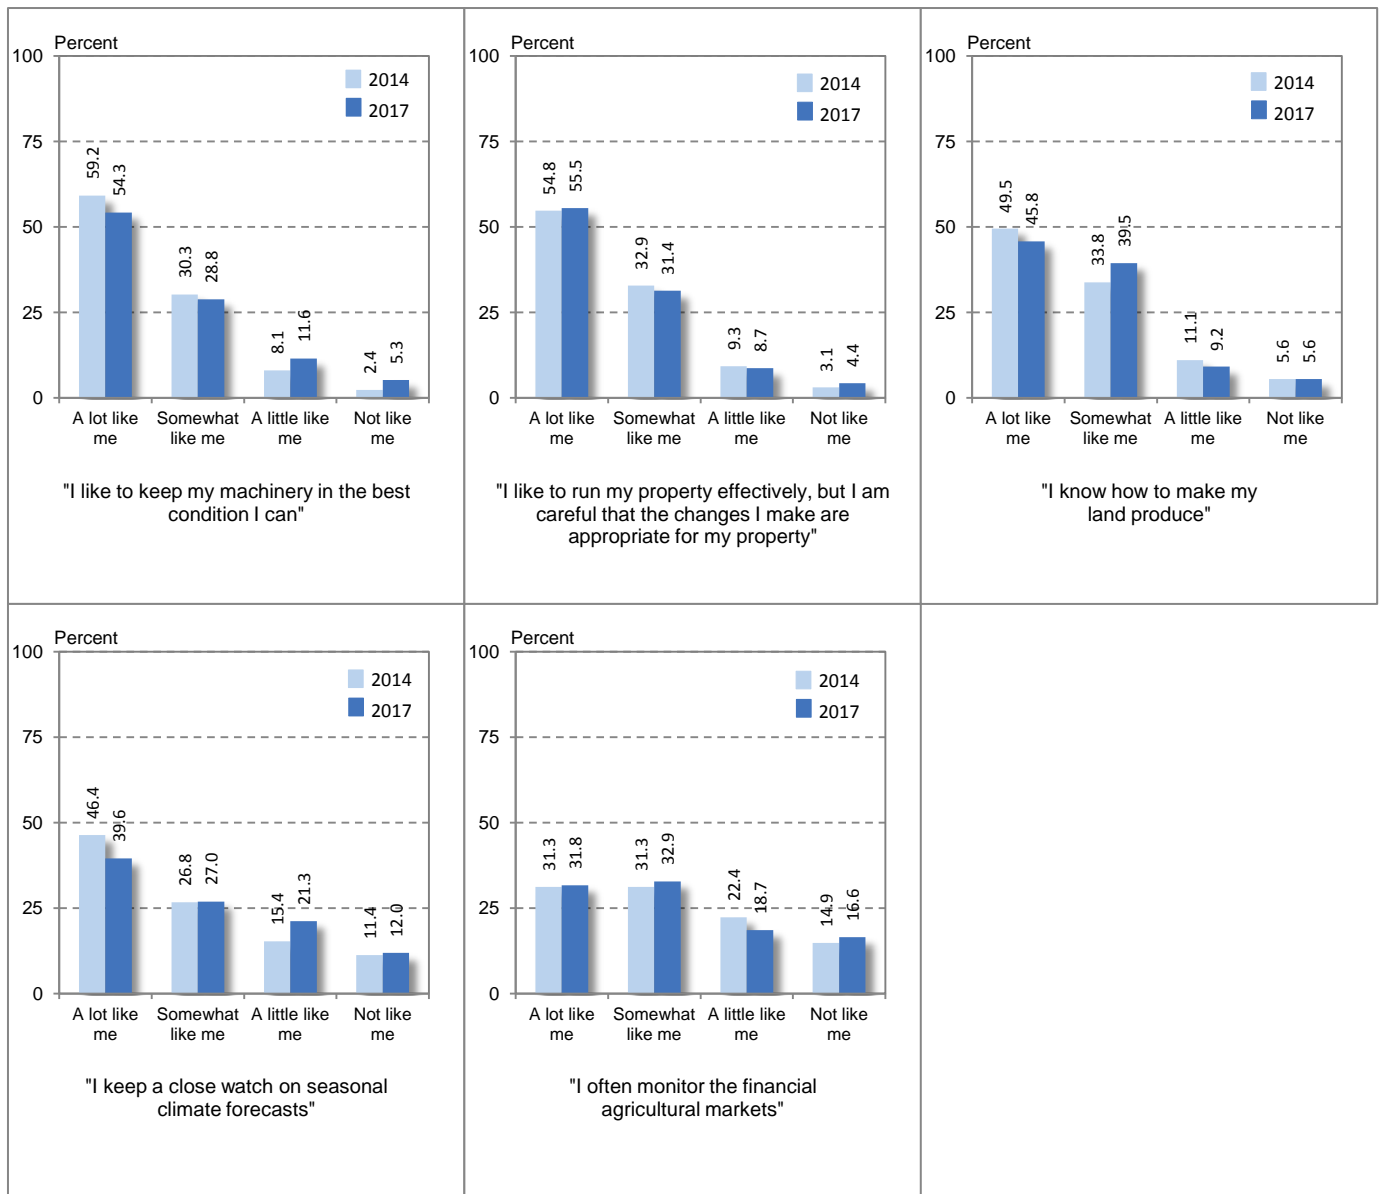 Percent
100
75
50
25
0
2014
2017
59.2
54.3
30.3
28.8
8.1
11.6
2.4
5.3
A lot like
me
Somewhat
like me
A little like
me
Not like
me
"I like to keep my machinery in the best
condition I can"
Percent
100
75
50
25
0
2014
2017
54.8
55.5
32.9
31.4
9.3
8.7
3.1
4.4
A lot like
me
Somewhat
like me
A little like
me
Not like
me
"I like to run my property effectively, but I am
careful that the changes I make are
appropriate for my property"
Percent
100
75
50
25
0
2014
2017
49.5
45.8
33.8
39.5
11.1
9.2
5.6
5.6
A lot like
me
Somewhat
like me
A little like
me
Not like
me
"I know how to make my
land produce"
Percent
100
75
50
25
0
2014
2017
46.4
39.6
26.8
27.0
15.4
21.3
11.4
12.0
A lot like
me
Somewhat
like me
A little like
me
Not like
me
"I keep a close watch on seasonal
climate forecasts"
Percent
100
75
50
25
0
2014
2017
31.3
31.8
31.3
32.9
22.4
18.7
14.9
16.6
A lot like
me
Somewhat
like me
A little like
me
Not like
me
"I often monitor the financial
agricultural markets"